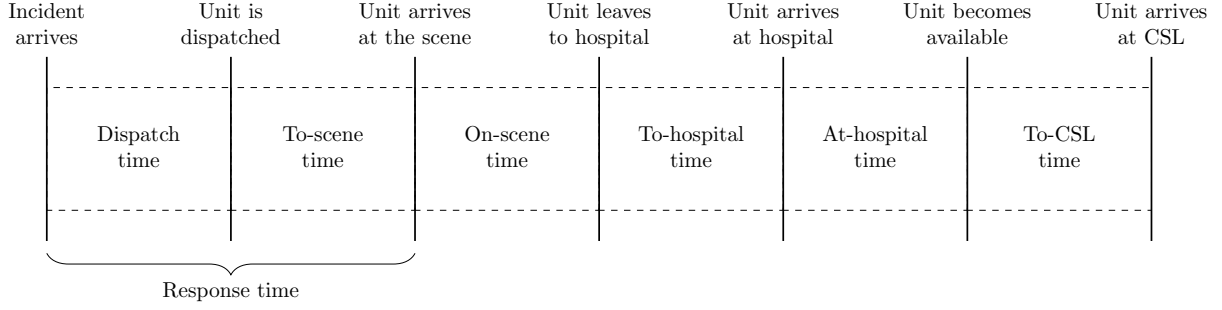 Incident
arrives
Unit is
dispatched
Unit arrives
at the scene
Unit leaves
to hospital
Unit arrives
at hospital
Unit becomes
available
Unit arrives
at CSL
Dispatch
time
To-scene
time
On-scene
time
To-hospital
time
At-hospital
time
To-CSL
time
Response time